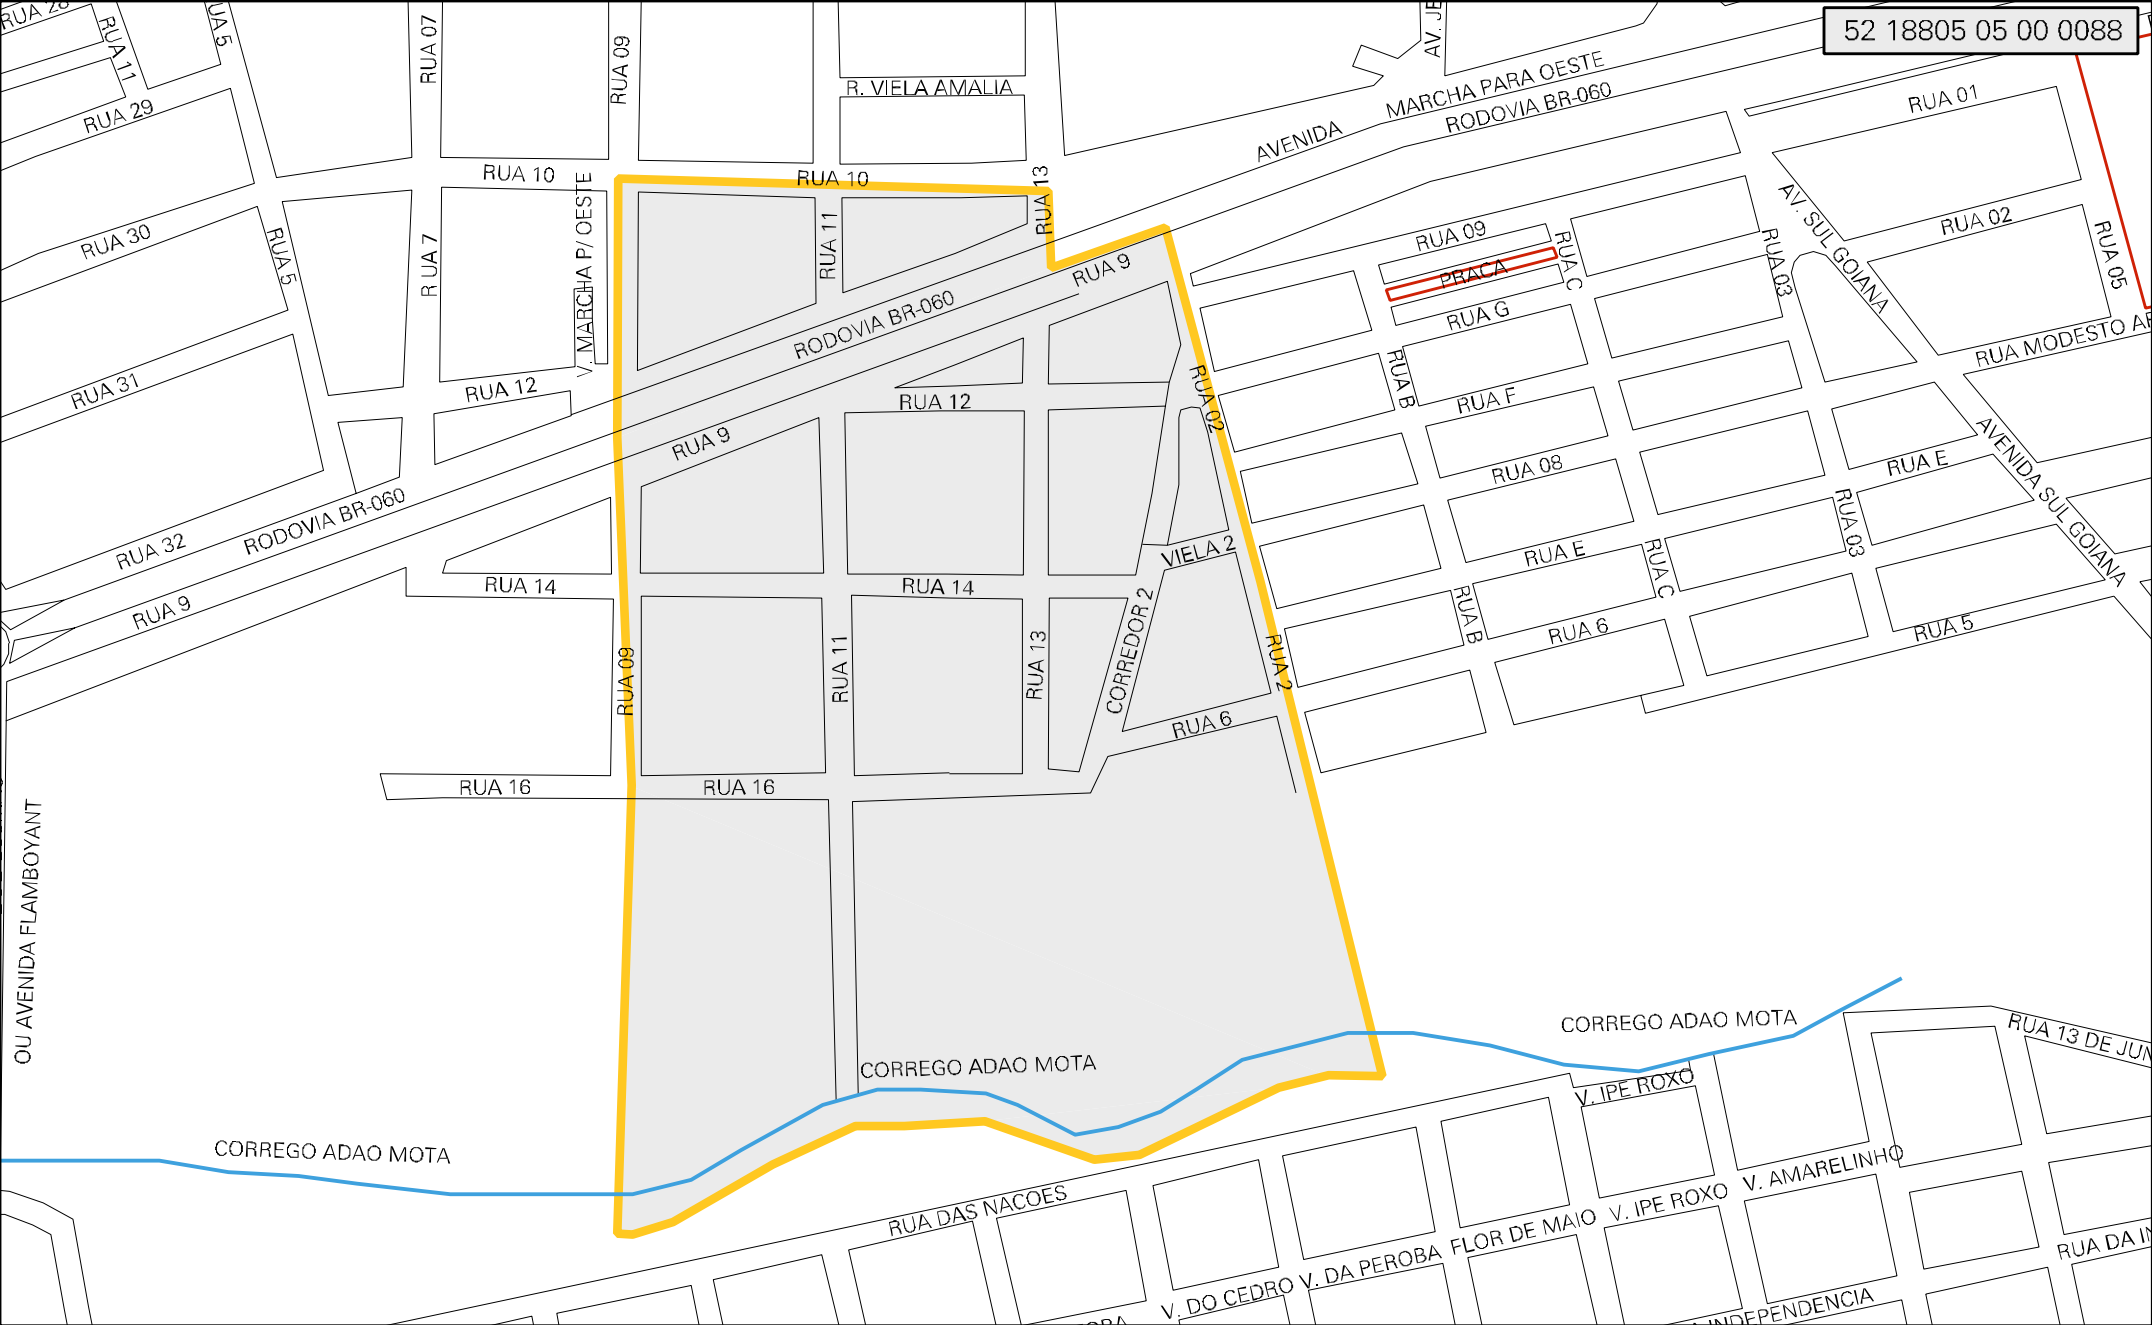 52 18805 05 00 0088
RUA 28
RUA 11
RUA 5
RUA 07
RUA 09
R. VIELA AMALIA
MARCHA PARA OESTE
RODOVIA BR-060
AVENIDA
RUA 01
RUA 29
RUA 10
RUA 10
RUA 13
RUA 30
RUA 5
R UA 7
V. MARCHA P/ OESTE
RUA 11
RUA 9
RUA 09
PRACA
RUA C
RUA G
RUA 03
AV. SUL GOIANA
RUA 02
RUA 05
RUA MODESTO
RUA 31
RUA 12
RODOVIA BR-060
RUA 12
RUA 02
RUA B
RUA F
RUA 9
RUA 08
RUA E
AVENIDA SUL GOIANA
RUA 32
RODOVIA BR-060
RUA 9
RUA 14
RUA 14
VIELA 2
RUA E
RUA C
RUA 03
RUA B
RUA 6
RUA 5
RUA 09
RUA 11
RUA 13
CORREDOR 2
RUA 2
RUA 6
RUA 16
RUA 16
OU AVENIDA FLAMBOYANT
CORREGO ADAO MOTA
CORREGO ADAO MOTA
CORREGO ADAO MOTA
RUA 13 DE JUN
V. IPE ROXO
V. AMARELINHO
V. IPE ROXO
FLOR DE MAIO
V. DA PEROBA
V. DO CEDRO
RUA DAS NACOES
RUA DA
INDEPENDENCIA